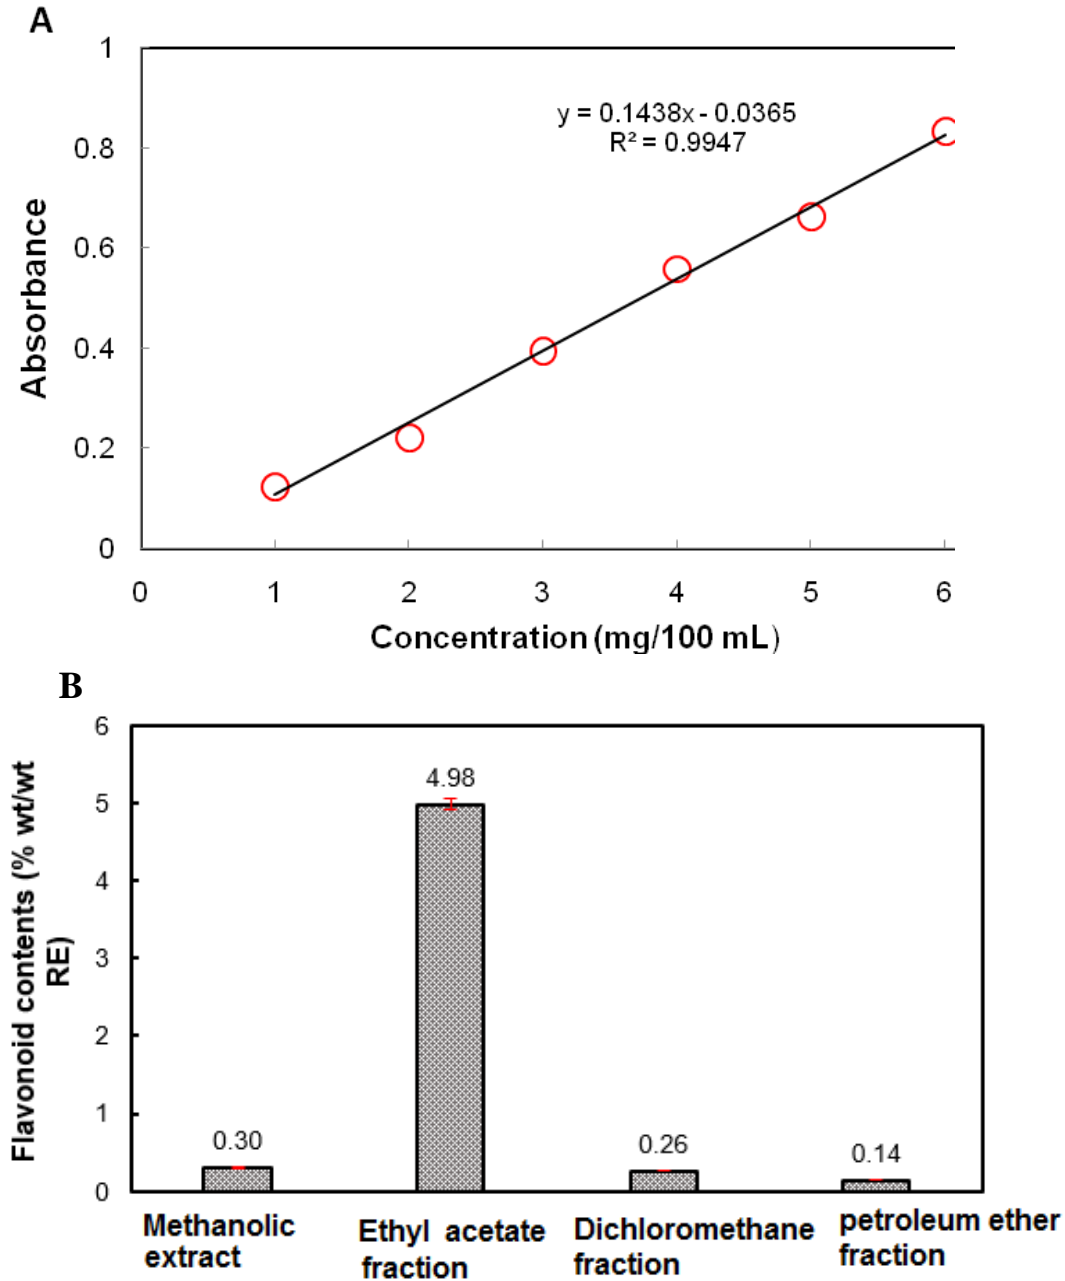 A
1
0.8
0.6
0.4
0.2
0
Absorbance
y = 0.1438x - 0.0365
R² = 0.9947
0 1 2 3 4 5 6
Concentration (mg/100 mL)
B
6
5
4
3
2
1
0
Flavonoid contents (% wt/wt
RE)
0.30
4.98
0.26
0.14
Methanolic
extract
Ethyl acetate
fraction
Dichloromethane
fraction
petroleum ether
fraction